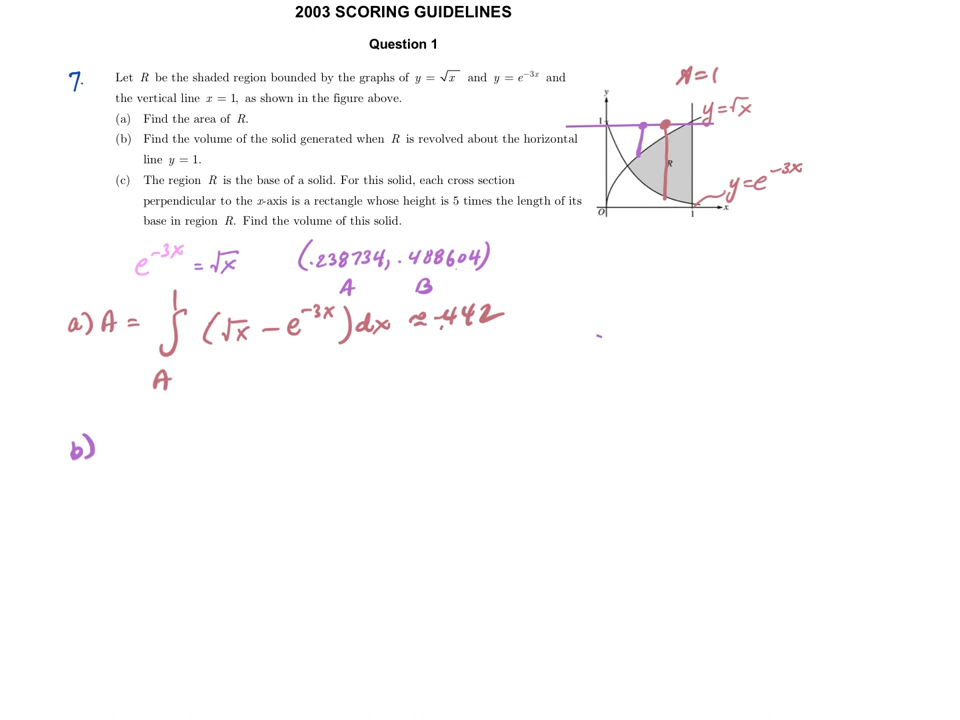 2003 SCORING GUIDELINES
Question 1
7.
Let R be the shaded region bounded by the graphs of y = √x and y = e^{-3x} and
the vertical line x = 1, as shown in the figure above.
(a) Find the area of R.
(b) Find the volume of the solid generated when R is revolved about the horizontal
line y = 1.
(c) The region R is the base of a solid. For this solid, each cross section
perpendicular to the x-axis is a rectangle whose height is 5 times the length of its
base in region R. Find the volume of this solid.
x=1
y=√x
y=e^{-3x}
y
1
R
O
1
x
e^{-3x} = √x (.238734, .488604)
A B
a) A = ∫_A^1 (√x - e^{-3x}) dx ≈ .442
b)